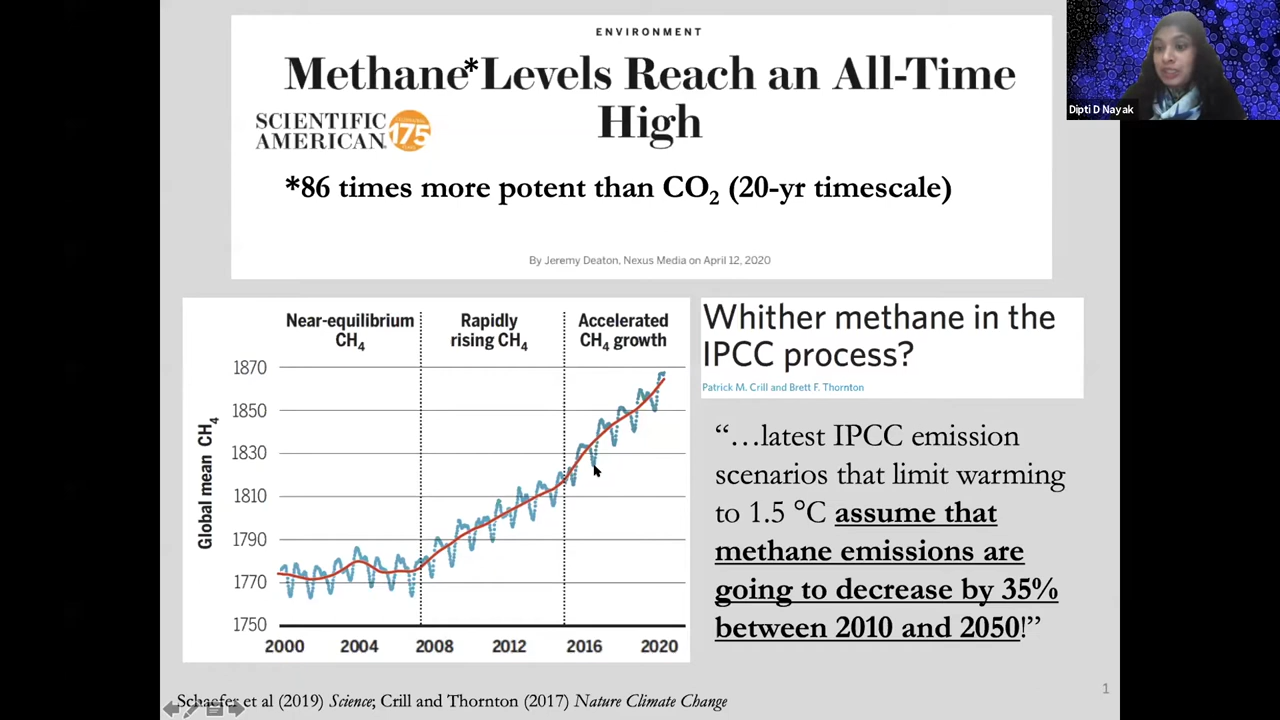 ENVIRONMENT
Methane*Levels Reach an All-Time
High
SCIENTIFIC
AMERICAN
175
*86 times more potent than CO₂ (20-yr timescale)
By Jeremy Deaton, Nexus Media on April 12, 2020
Dipti D Nayak
Near-equilibrium
CH₄
Rapidly
rising CH₄
Accelerated
CH₄ growth
Global mean CH₄
1870
1850
1830
1810
1790
1770
1750
2000 2004 2008 2012 2016 2020
Whither methane in the
IPCC process?
Patrick M. Crill and Brett F. Thornton
“…latest IPCC emission
scenarios that limit warming
to 1.5 °C assume that
methane emissions are
going to decrease by 35%
between 2010 and 2050!”
1
Schaefer et al (2019) Science; Crill and Thornton (2017) Nature Climate Change